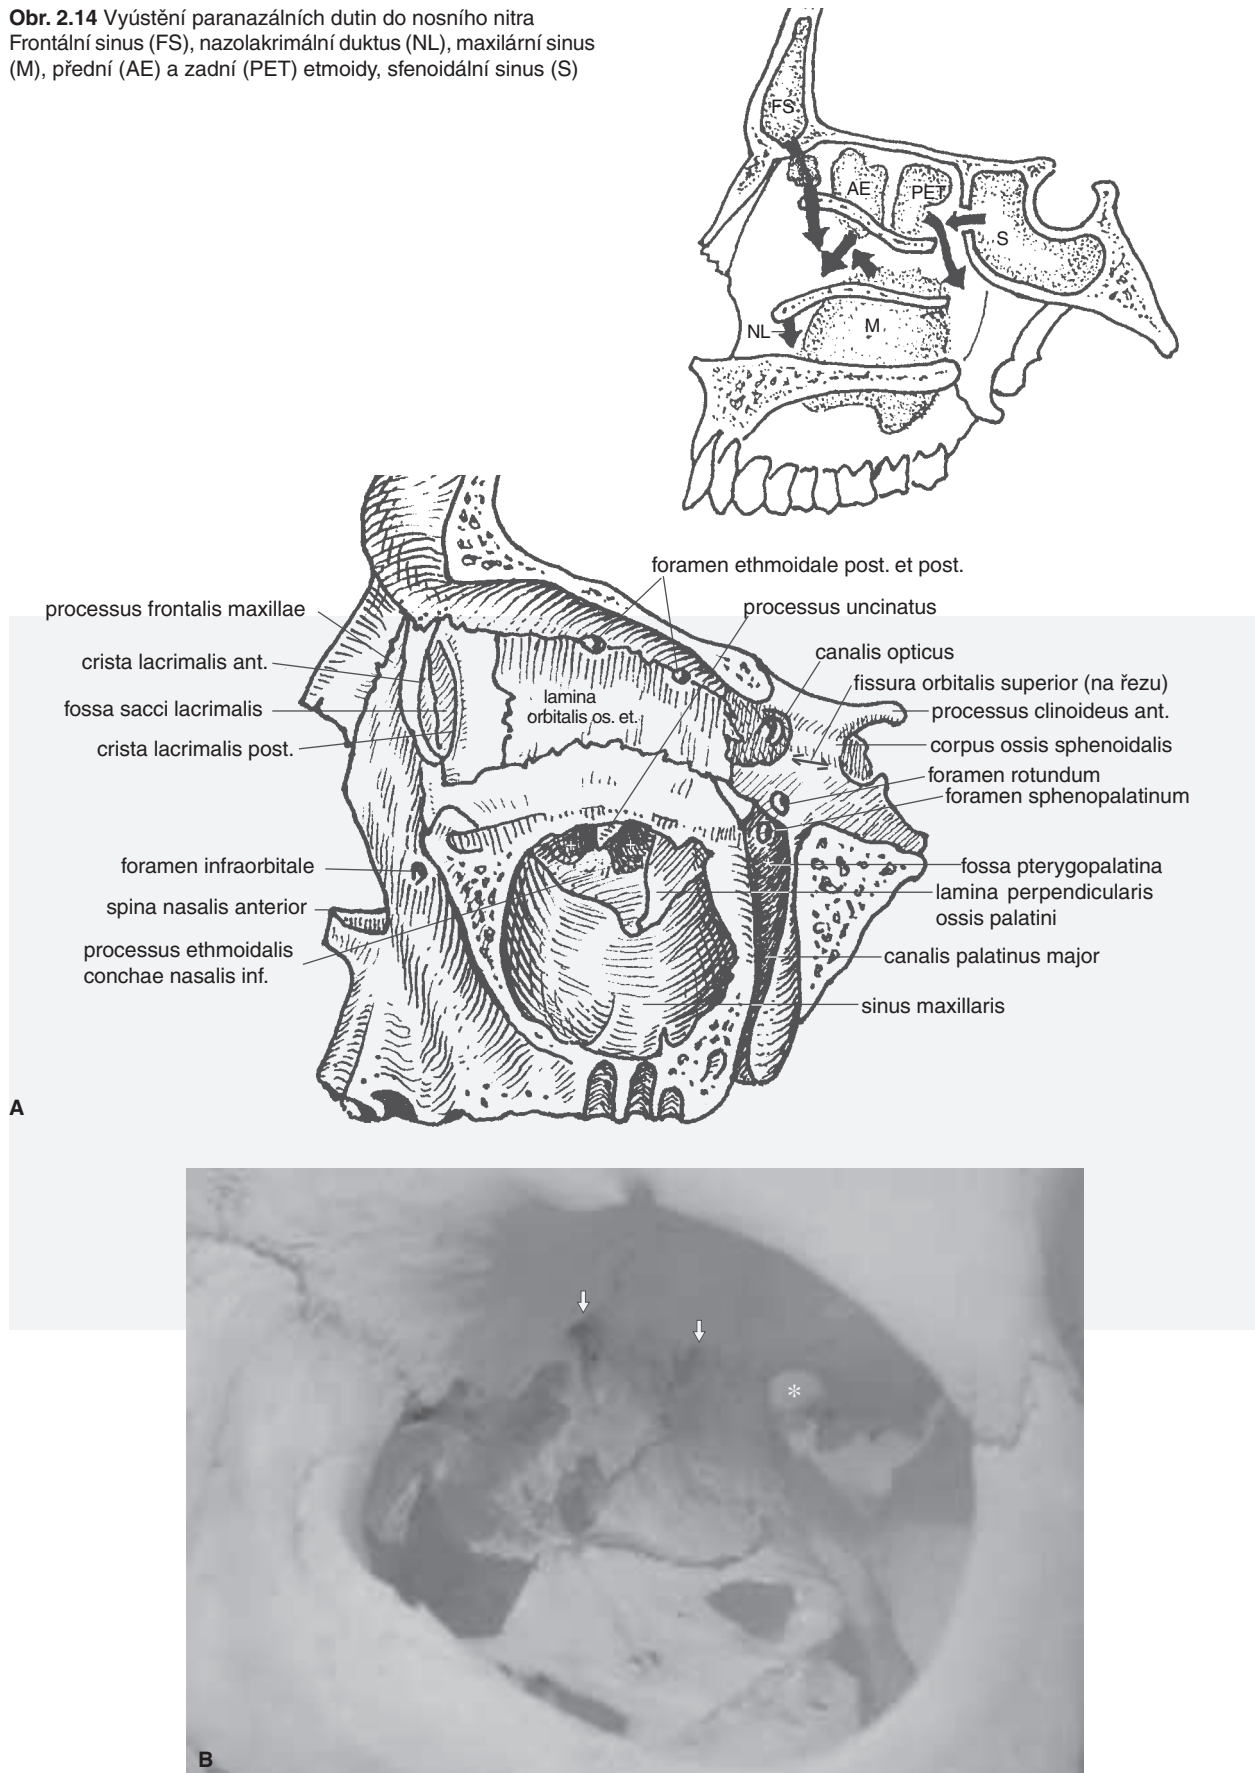 Obr. 2.14 Vyústění paranazálních dutin do nosního nitra
Frontální sinus (FS), nazolakrimální duktus (NL), maxilární sinus
(M), přední (AE) a zadní (PET) etmoidy, sfenoidální sinus (S)
FS
AE
PET
S
NL
M
foramen ethmoidale post. et post.
processus uncinatus
processus frontalis maxillae
canalis opticus
crista lacrimalis ant.
fissura orbitalis superior (na řezu)
lamina
orbitalis os. et.
fossa sacci lacrimalis
processus clinoideus ant.
crista lacrimalis post.
corpus ossis sphenoidalis
foramen rotundum
foramen sphenopalatinum
foramen infraorbitale
fossa pterygopalatina
lamina perpendicularis
ossis palatini
spina nasalis anterior
processus ethmoidalis
conchae nasalis inf.
canalis palatinus major
sinus maxillaris
A
*
B